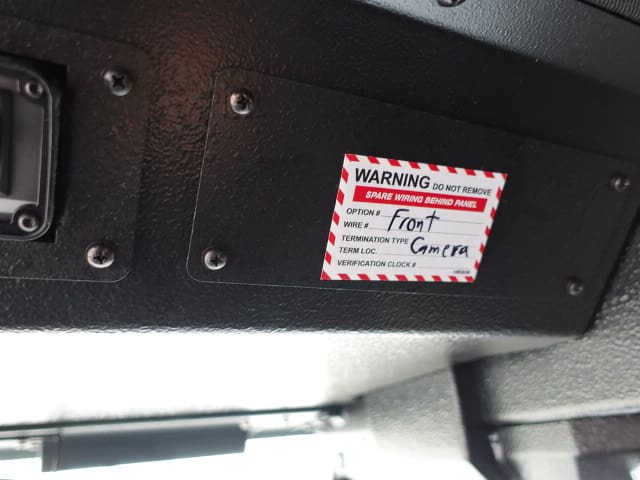 WARNING DO NOT REMOVE
SPARE WIRING BEHIND PANEL
OPTION #
WIRE # Front
TERMINATION TYPE Camera
TERM LOC.
VERIFICATION CLOCK #